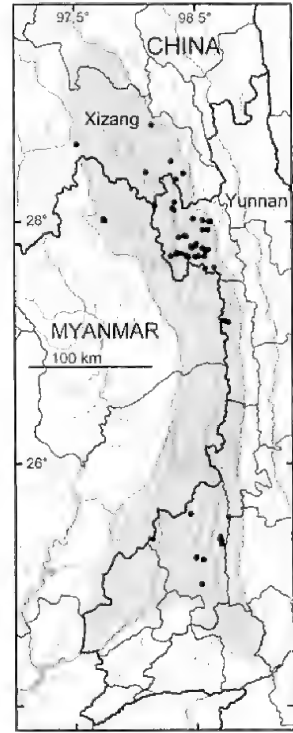 97,5° 98,5°
CHINA
Xizang
Yunnan
28°
MYANMAR
100 km
26°